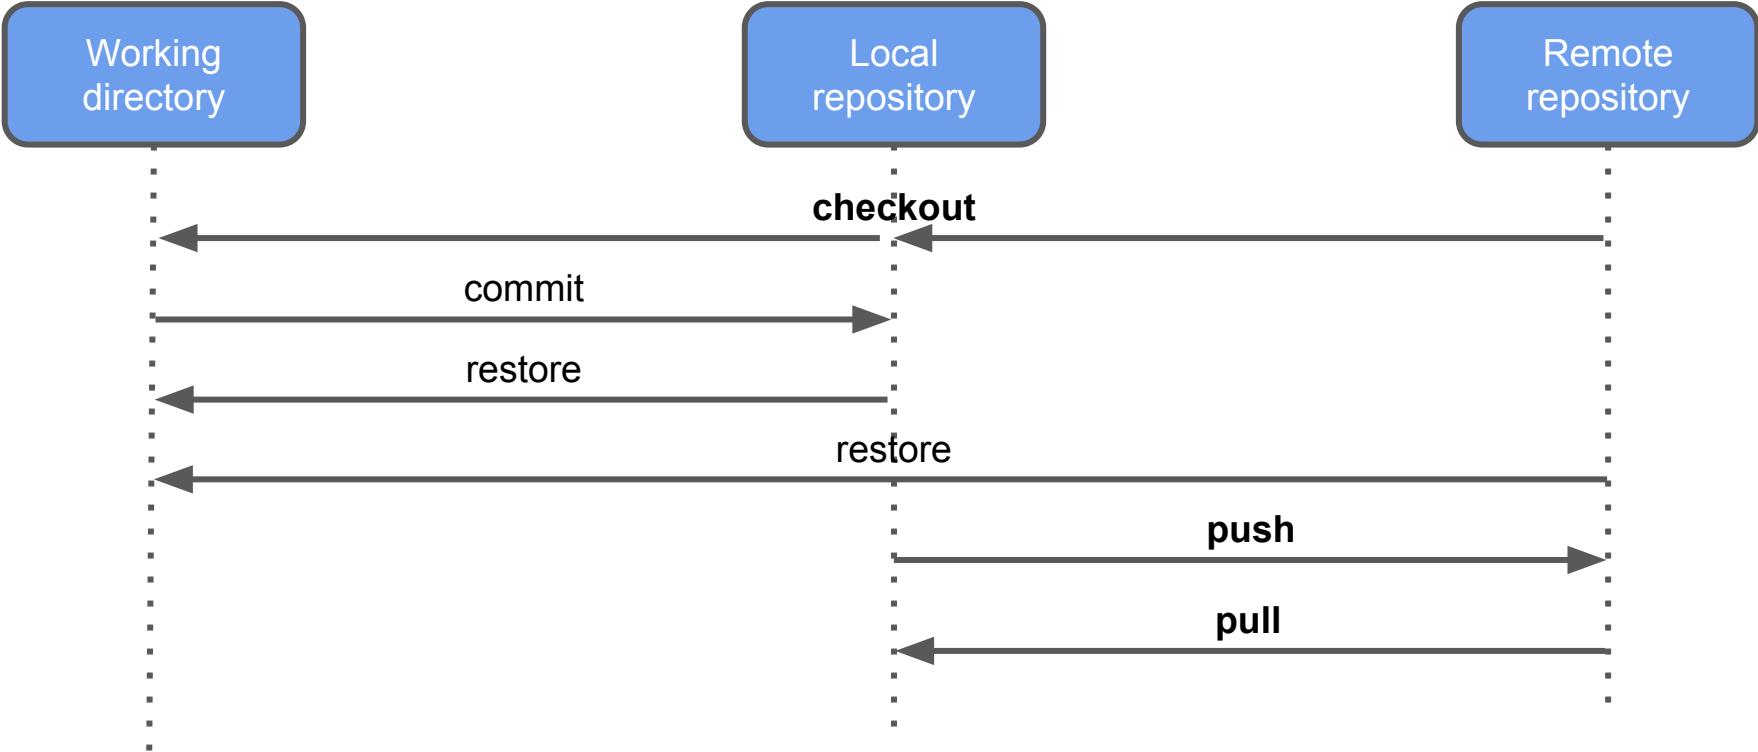 Working
directory
Local
repository
Remote
repository
checkout
commit
restore
restore
push
pull